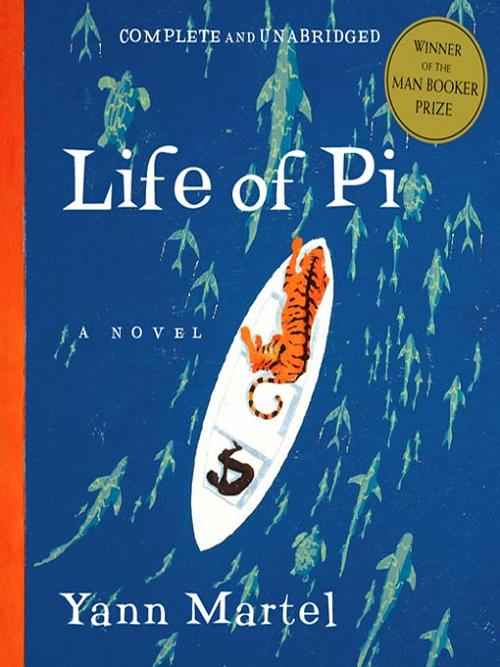 COMPLETE AND UNABRIDGED
WINNER
OF THE
MAN BOOKER
PRIZE
Life of Pi
A NOVEL
Yann Martel